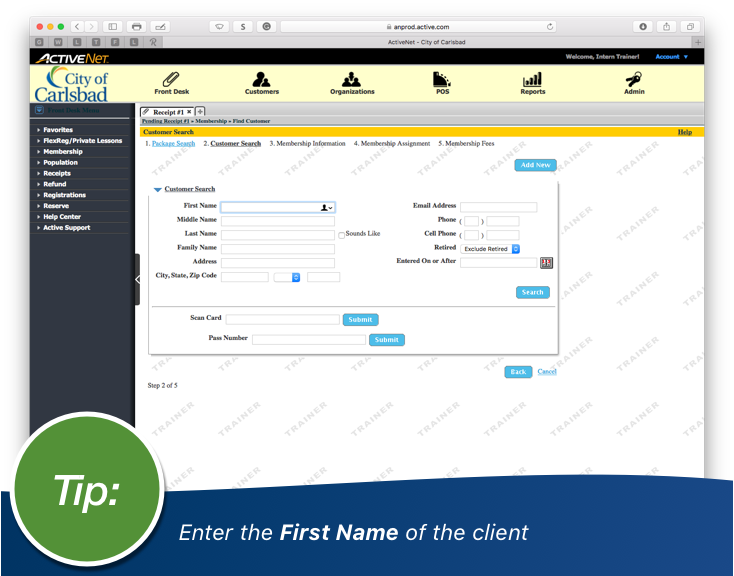 anprod.active.com
ActiveNet - City of Carlsbad
ACTIVENET
Welcome, Intern Trainer!
Account
City of
Carlsbad
Front Desk
Customers
Organizations
POS
Reports
Admin
Favorites
FlexReg/Private Lessons
Membership
Population
Receipts
Refund
Registrations
Reserve
Help Center
Active Support
Receipt #1 × +
Pending Receipt #1 » Membership » Find Customer
Customer Search Help
1. Package Search 2. Customer Search 3. Membership Information 4. Membership Assignment 5. Membership Fees
Add New
Customer Search
First Name
Email Address
Middle Name
Phone ( )
Last Name
Sounds Like
Cell Phone ( )
Family Name
Retired Exclude Retired
Address
Entered On or After
City, State, Zip Code
Search
Scan Card
Submit
Pass Number
Submit
Back Cancel
Step 2 of 5
TRAINER
Tip:
Enter the First Name of the client